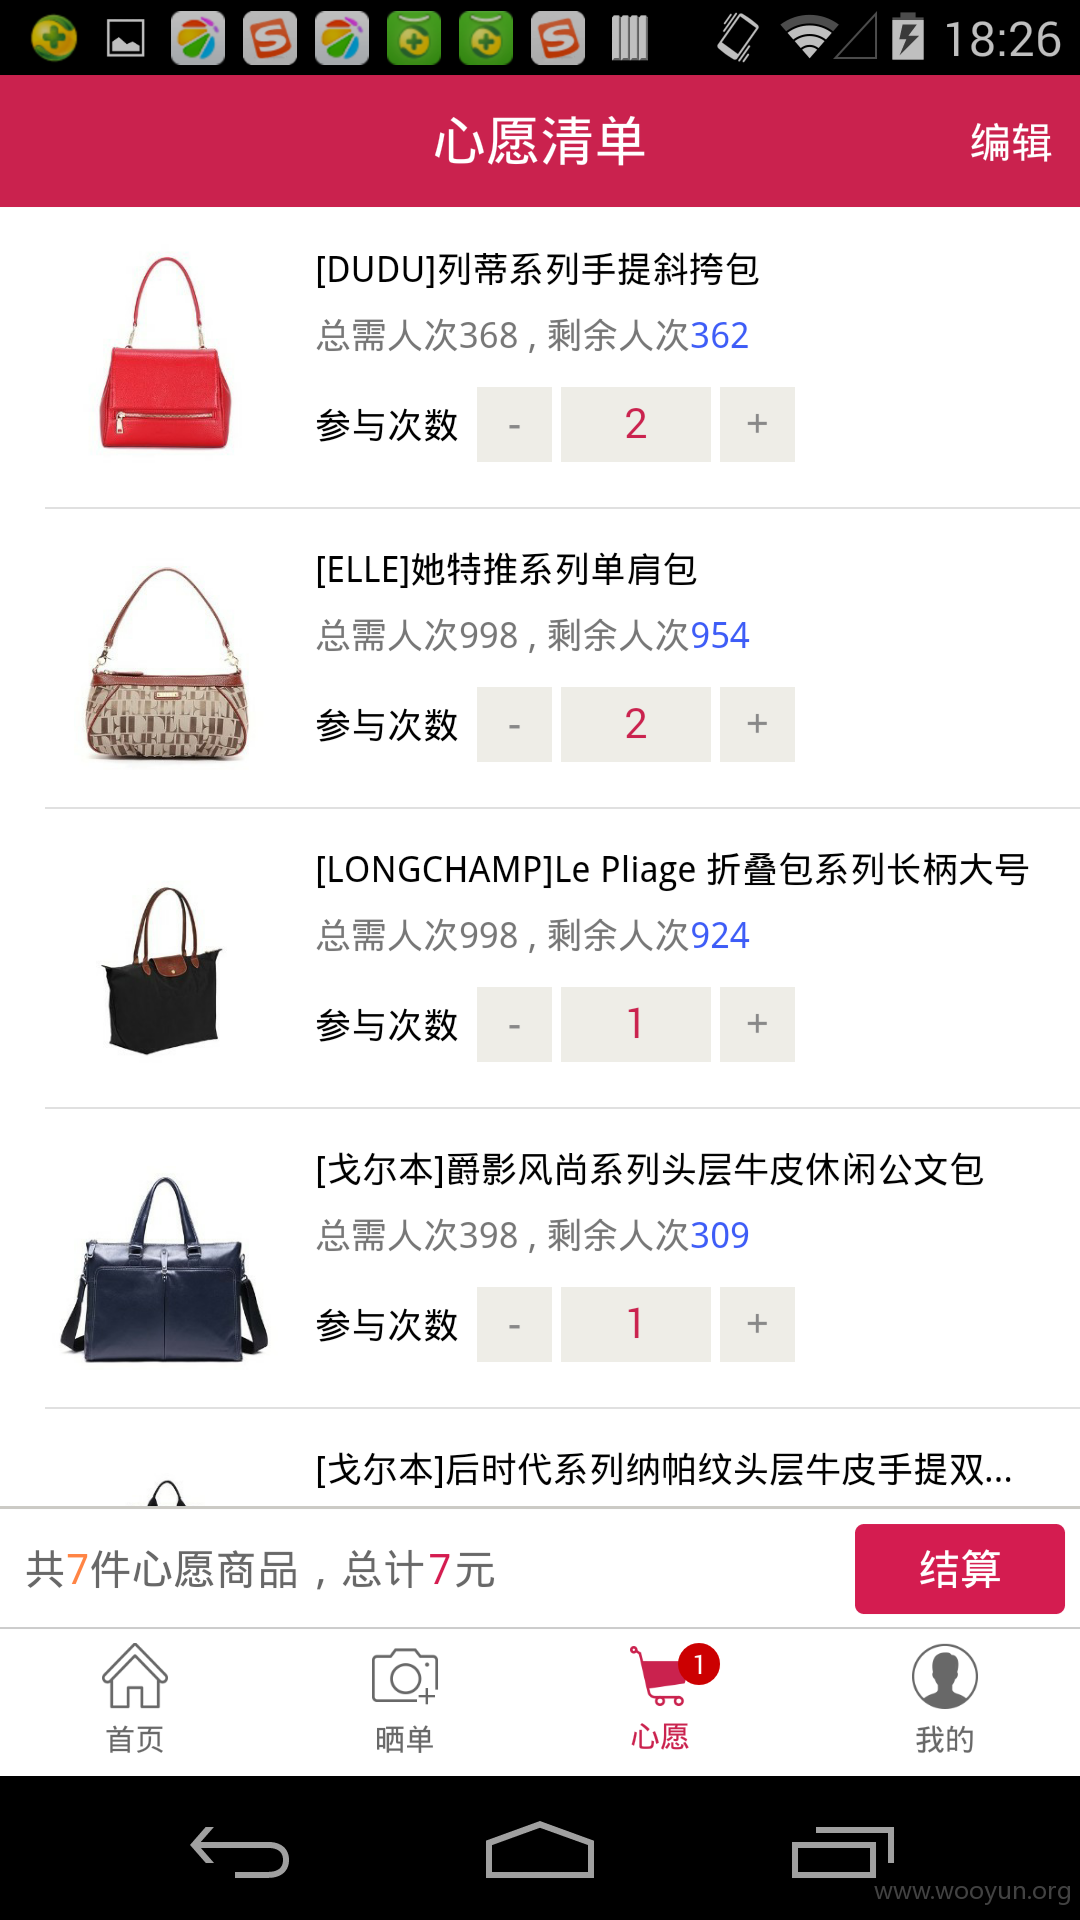 18:26
心愿清单
编辑
[DUDU]列蒂系列手提斜挎包
总需人次368 , 剩余人次362
参与次数 - 2 +
[ELLE]她特推系列单肩包
总需人次998 , 剩余人次954
参与次数 - 2 +
[LONGCHAMP]Le Pliage 折叠包系列长柄大号
总需人次998 , 剩余人次924
参与次数 - 1 +
[戈尔本]爵影风尚系列头层牛皮休闲公文包
总需人次398 , 剩余人次309
参与次数 - 1 +
[戈尔本]后时代系列纳帕纹头层牛皮手提双...
共7件心愿商品，总计7元
结算
1
首页 晒单 心愿 我的
www.wooyun.org